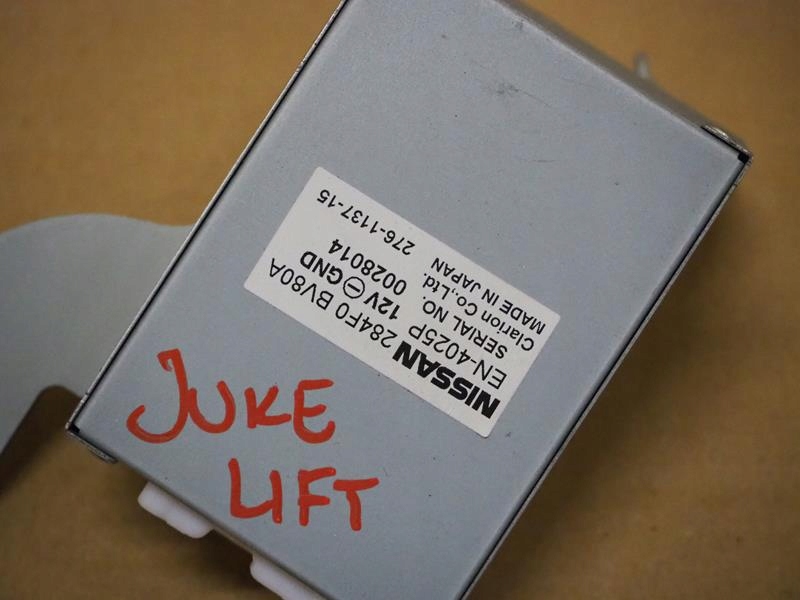 NISSAN 284F0 BV80A
EN-4025P 12V⊖GND
SERIAL NO. 0028014
Clarion Co.,Ltd.
MADE IN JAPAN 276-1137-15
JUKE
LIFT